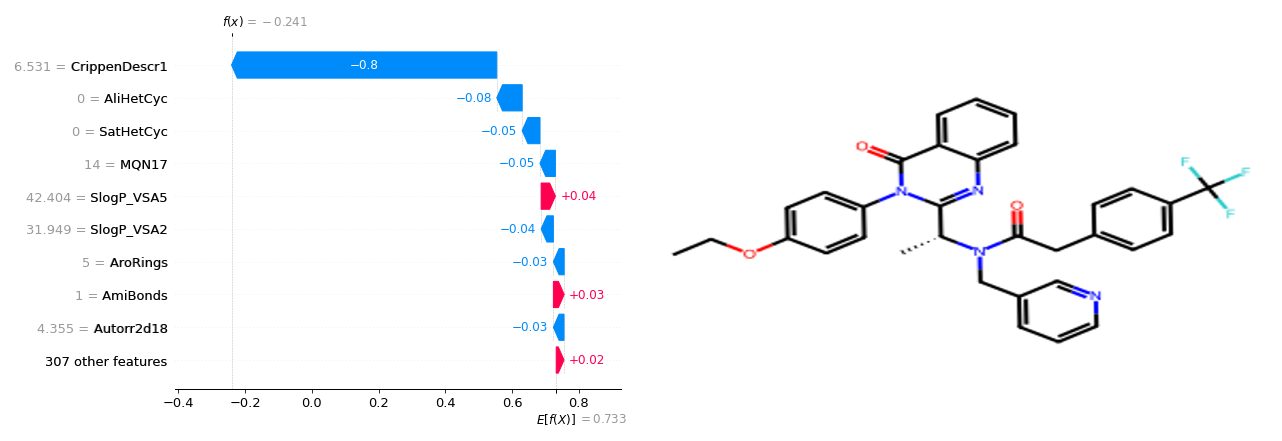 f(x) = −0.241
6.531 = CrippenDescr1
−0.8
0 = AliHetCyc
−0.08
0 = SatHetCyc
−0.05
14 = MQN17
−0.05
42.404 = SlogP_VSA5
+0.04
31.949 = SlogP_VSA2
−0.04
5 = AroRings
−0.03
1 = AmiBonds
+0.03
4.355 = Autorr2d18
−0.03
307 other features
+0.02
−0.4 −0.2 0.0 0.2 0.4 0.6 0.8
E[f(X)] = 0.733
O
N
N
O
O
N
N
F
F
F